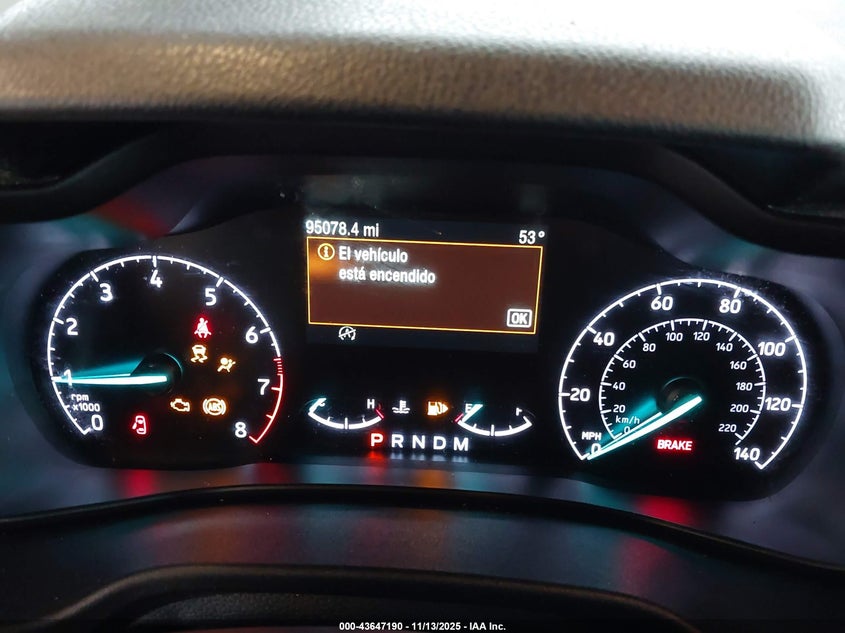 95078.4 mi
53°
El vehículo
está encendido
OK
0
1
2
3
4
5
6
7
8
rpm
x1000
ABS
C
H
E
F
P R N D M
0
20
40
60
80
100
120
140
MPH
0
20
40
60
80
100
120
140
160
180
200
220
km/h
BRAKE
000-43647190 - 11/13/2025 - IAA Inc.